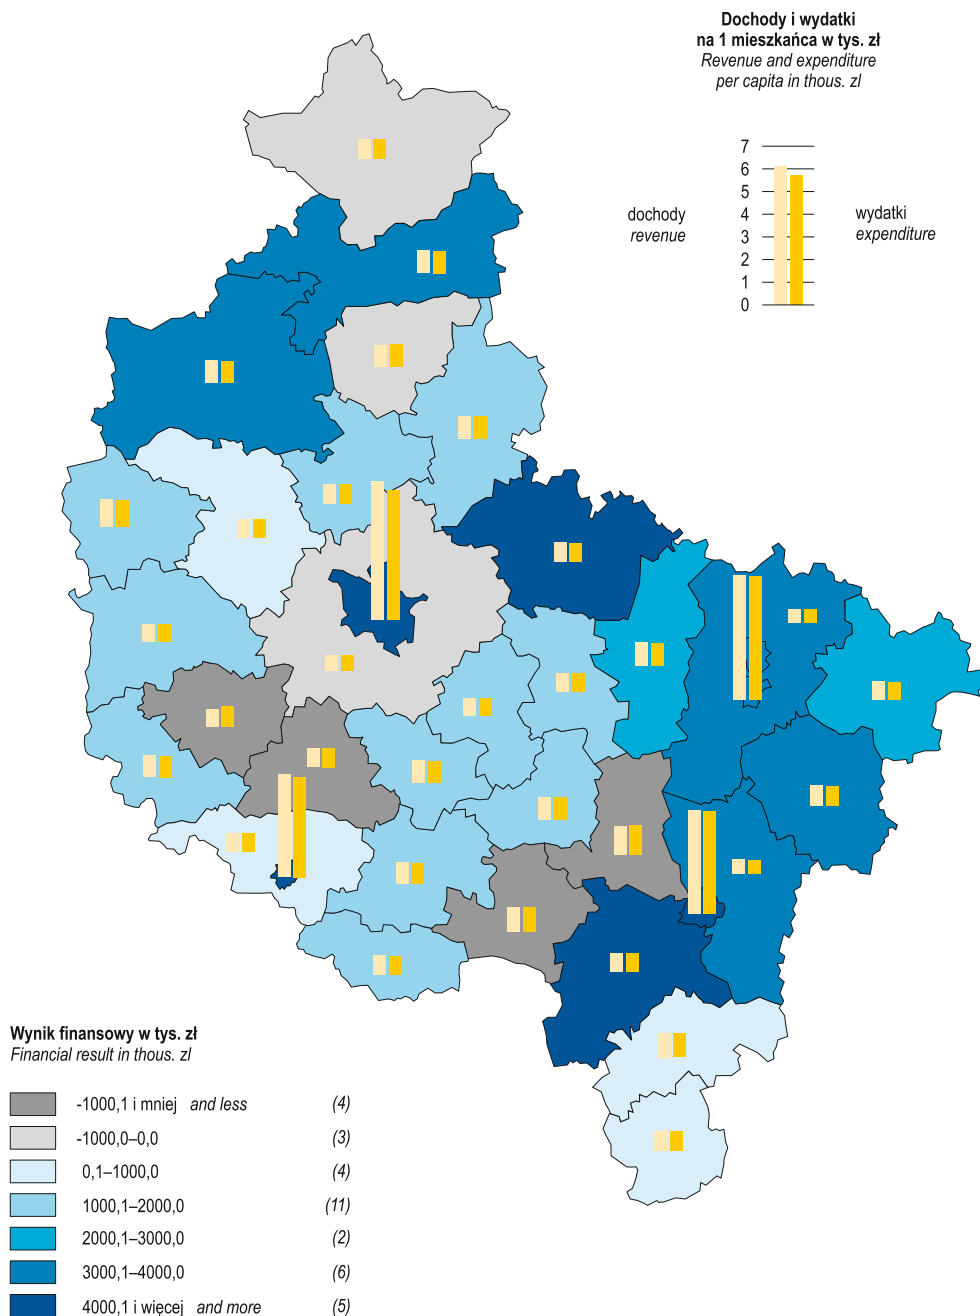 Dochody i wydatki
na 1 mieszkańca w tys. zł
Revenue and expenditure
per capita in thous. zl
7
6
5
4
3
2
1
0
dochody
revenue
wydatki
expenditure
Wynik finansowy w tys. zł
Financial result in thous. zl
-1000,1 i mniej and less (4)
-1000,0–0,0 (3)
0,1–1000,0 (4)
1000,1–2000,0 (11)
2000,1–3000,0 (2)
3000,1–4000,0 (6)
4000,1 i więcej and more (5)